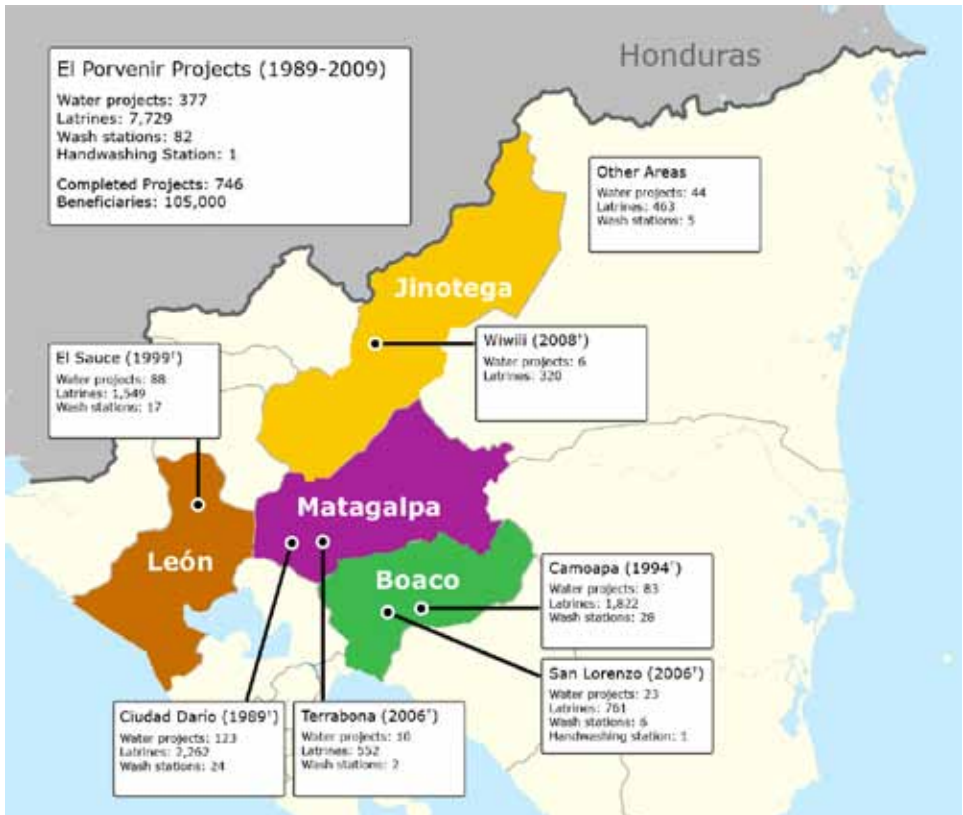 Honduras
El Porvenir Projects (1989-2009)
Water projects: 377
Latrines: 7,729
Wash stations: 82
Handwashing Station: 1
Completed Projects: 746
Beneficiaries: 105,000
Other Areas
Water projects: 44
Latrines: 463
Wash stations: 5
Jinotega
Wiwili (2008†)
Water projects: 6
Latrines: 320
El Sauce (1999†)
Water projects: 88
Latrines: 1,549
Wash stations: 17
Matagalpa
León
Boaco
Camoapa (1994†)
Water projects: 83
Latrines: 1,822
Wash stations: 28
San Lorenzo (2006†)
Water projects: 23
Latrines: 761
Wash stations: 6
Handwashing station: 1
Ciudad Dario (1989†)
Water projects: 123
Latrines: 2,262
Wash stations: 24
Terrabona (2006†)
Water projects: 10
Latrines: 552
Wash stations: 2